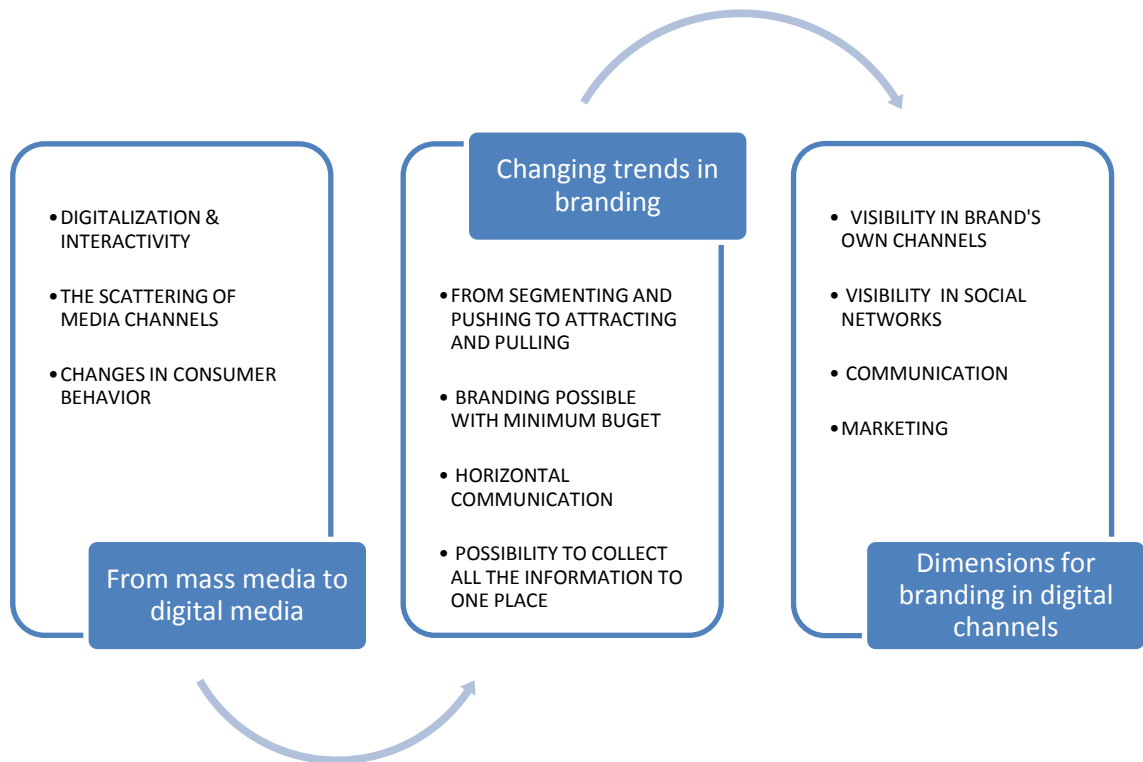 •DIGITALIZATION &
INTERACTIVITY
•THE SCATTERING OF
MEDIA CHANNELS
•CHANGES IN CONSUMER
BEHAVIOR
From mass media to
digital media
Changing trends in
branding
•FROM SEGMENTING AND
PUSHING TO ATTRACTING
AND PULLING
• BRANDING POSSIBLE
WITH MINIMUM BUGET
• HORIZONTAL
COMMUNICATION
• POSSIBILITY TO COLLECT
ALL THE INFORMATION TO
ONE PLACE
• VISIBILITY IN BRAND'S
OWN CHANNELS
• VISIBILITY IN SOCIAL
NETWORKS
• COMMUNICATION
•MARKETING
Dimensions for
branding in digital
channels